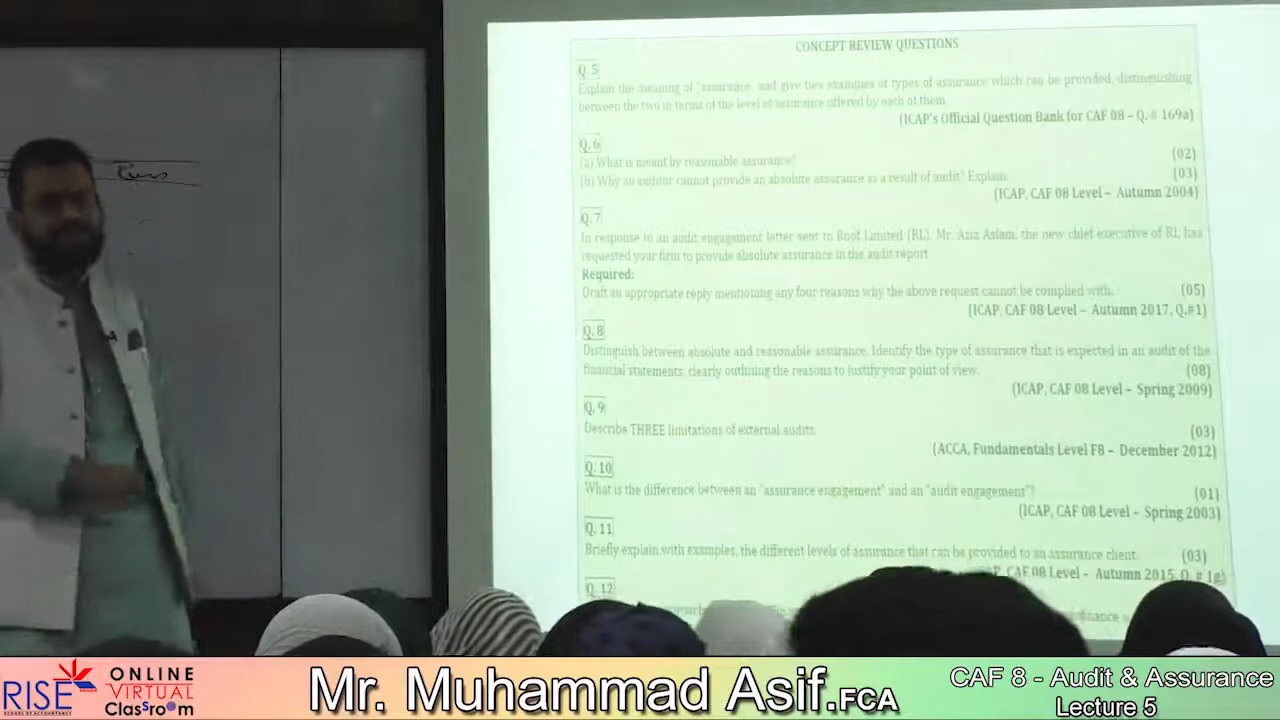 CONCEPT REVIEW QUESTIONS
Q.5
Explain the meaning of "assurance" and give two examples of types of assurance which can be provided, distinguishing
between the two in terms of the level of assurance offered by each of them.
(ICAP's Official Question Bank for CAF 08 – Q. # 169a)
Q.6
(a) What is meant by reasonable assurance? (02)
(b) Why an auditor cannot provide an absolute assurance as a result of audit? Explain. (03)
(ICAP, CAF 08 Level – Autumn 2004)
Q.7
In response to an audit engagement letter sent to Roof Limited (RL), Mr. Aziz Aslam, the new chief executive of RL has
requested your firm to provide absolute assurance in the audit report.
Required:
Draft an appropriate reply mentioning any four reasons why the above request cannot be complied with. (05)
(ICAP, CAF 08 Level – Autumn 2017, Q.#1)
Q.8
Distinguish between absolute and reasonable assurance. Identify the type of assurance that is expected in an audit of the
financial statements, clearly outlining the reasons to justify your point of view. (08)
(ICAP, CAF 08 Level – Spring 2009)
Q.9
Describe THREE limitations of external audits. (03)
(ACCA, Fundamentals Level F8 – December 2012)
Q.10
What is the difference between an "assurance engagement" and an "audit engagement"? (01)
(ICAP, CAF 08 Level – Spring 2003)
Q.11
Briefly explain with examples, the different levels of assurance that can be provided to an assurance client. (03)
CAF 08 Level – Autumn 2015, Q. # 1g)
Q.12
finance
RISE
SCHOOL OF ACCOUNTANCY
ONLINE
VIRTUAL
Classroom
Mr. Muhammad Asif.FCA
CAF 8 - Audit & Assurance
Lecture 5